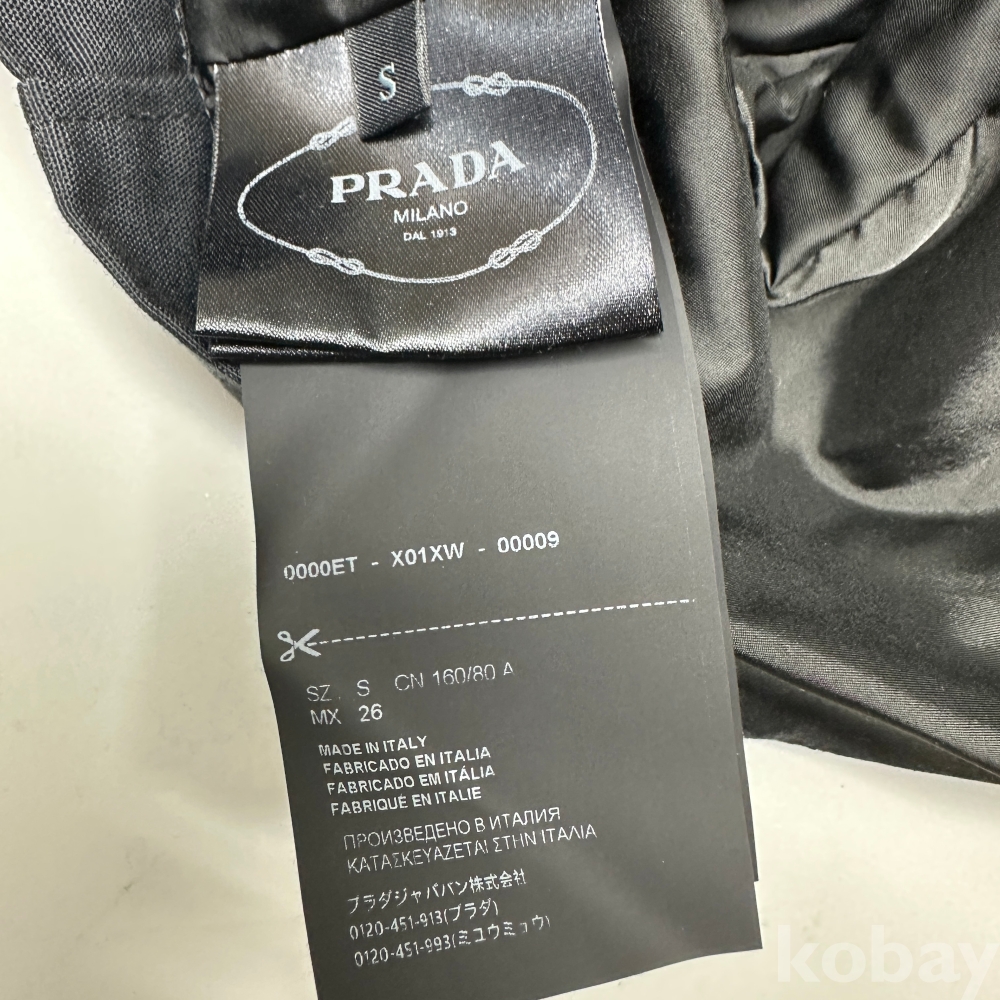 S
PRADA
MILANO
DAL 1913
0000ET - X01XW - 00009
SZ. S CN 160/80 A
MX 26
MADE IN ITALY
FABRICADO EN ITALIA
FABRICADO EM ITÁLIA
FABRIQUÉ EN ITALIE
ПРОИЗВЕДЕНО В ИТАЛИЯ
ΚΑΤΑΣΚΕΥΑΖΕΤΑΙ ΣΤΗΝ ΙΤΑΛΙΑ
プラダジャパン株式会社
0120-451-913(プラダ)
0120-451-993(ミュウミュウ)
kobay